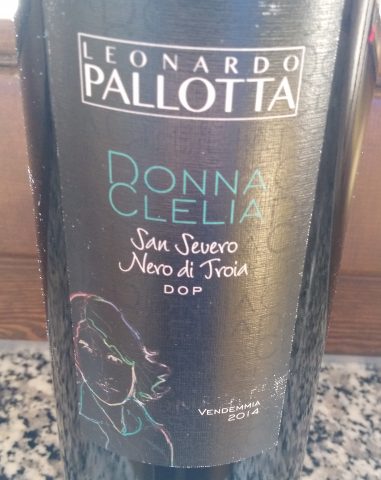 LEONARDO
PALLOTTA
DONNA
CLELIA
San Severo
Nero di Troia
DOP
VENDEMMIA
2014